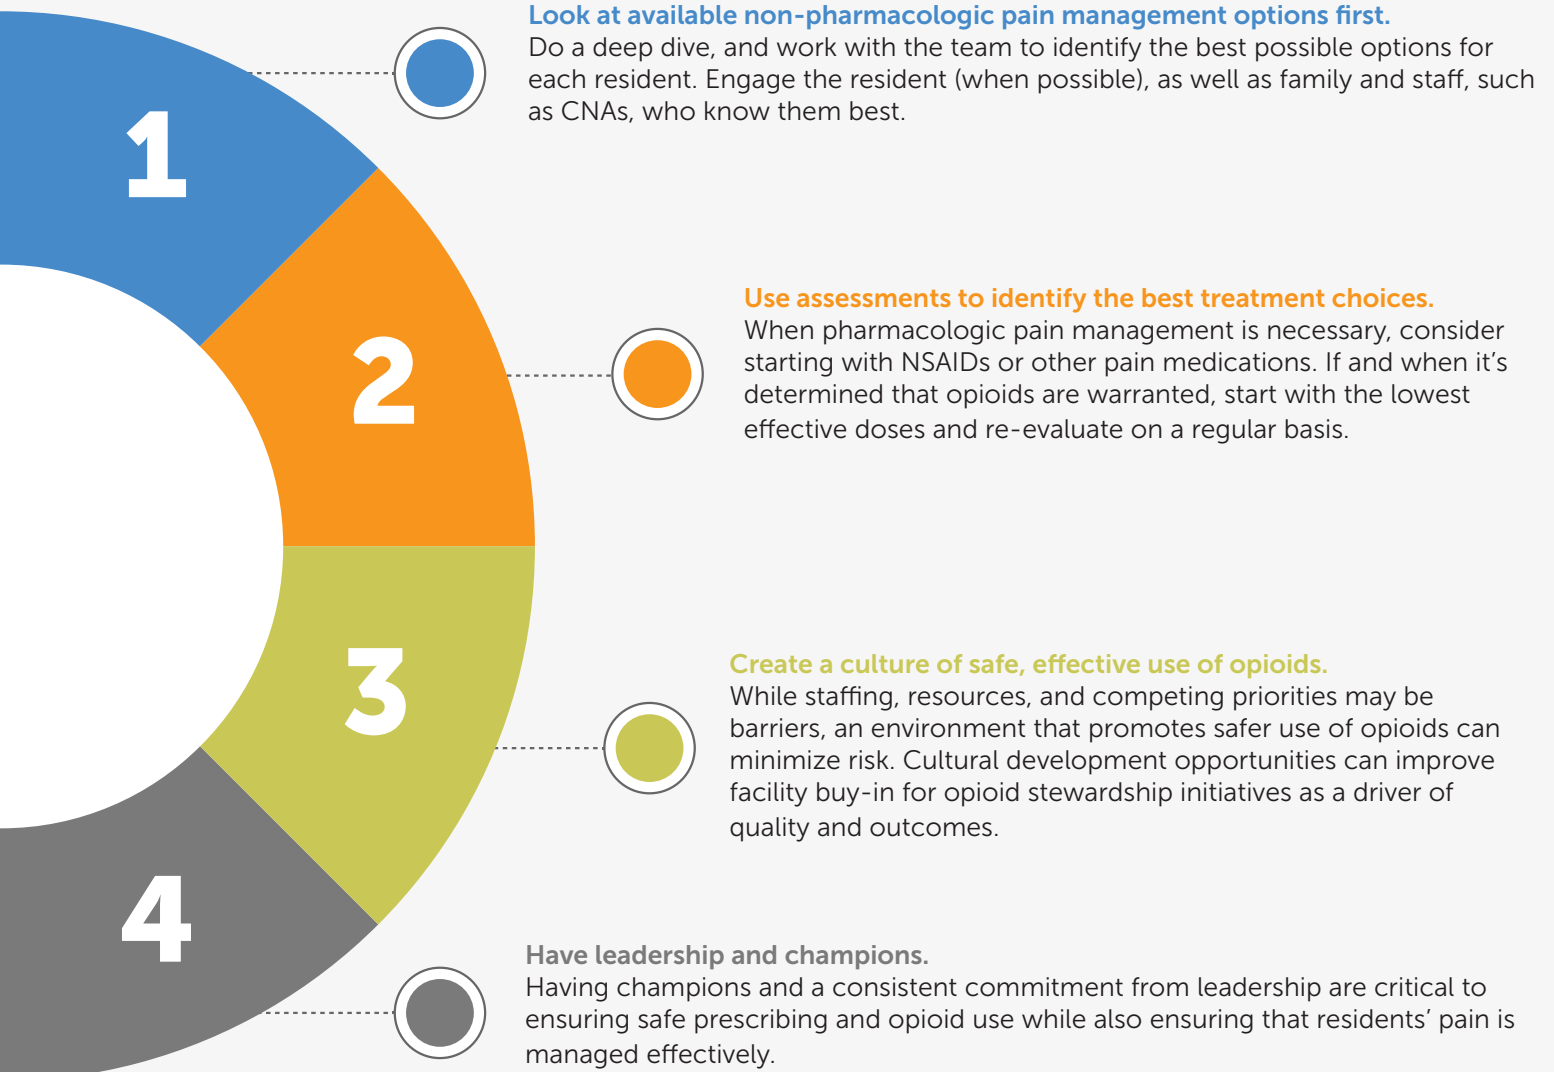 1
Look at available non-pharmacologic pain management options first.
Do a deep dive, and work with the team to identify the best possible options for
each resident. Engage the resident (when possible), as well as family and staff, such
as CNAs, who know them best.
2
Use assessments to identify the best treatment choices.
When pharmacologic pain management is necessary, consider
starting with NSAIDs or other pain medications. If and when it’s
determined that opioids are warranted, start with the lowest
effective doses and re-evaluate on a regular basis.
3
Create a culture of safe, effective use of opioids.
While staffing, resources, and competing priorities may be
barriers, an environment that promotes safer use of opioids can
minimize risk. Cultural development opportunities can improve
facility buy-in for opioid stewardship initiatives as a driver of
quality and outcomes.
4
Have leadership and champions.
Having champions and a consistent commitment from leadership are critical to
ensuring safe prescribing and opioid use while also ensuring that residents’ pain is
managed effectively.